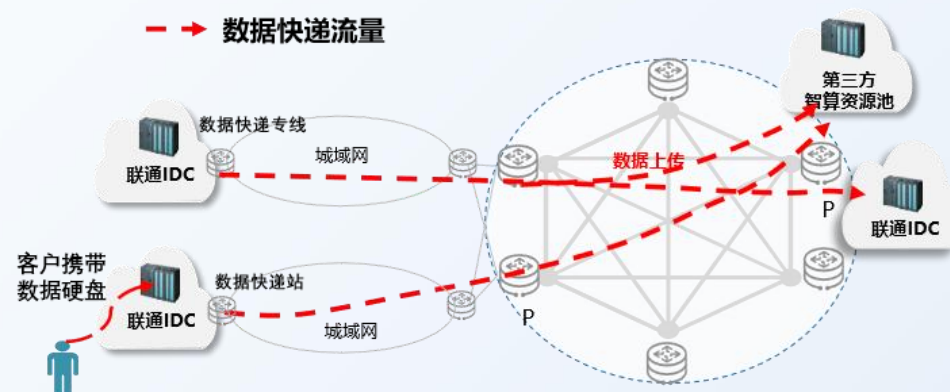 数据快递流量
第三方
智算资源池
数据快递专线
城域网
联通IDC
数据上传
P
联通IDC
客户携带
数据硬盘
数据快递站
联通IDC
城域网
P